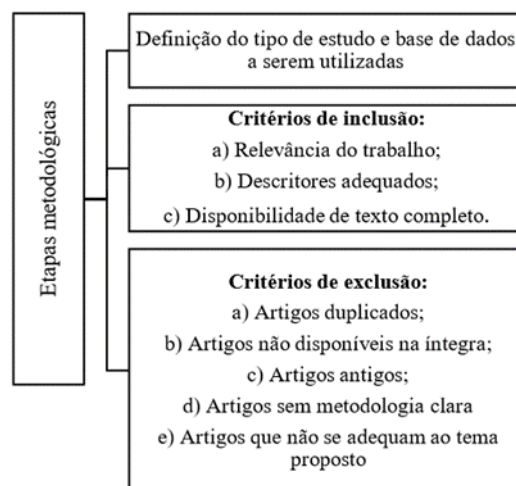 Etapas metodológicas
Definição do tipo de estudo e base de dados
a serem utilizadas
Critérios de inclusão:
a) Relevância do trabalho;
b) Descritores adequados;
c) Disponibilidade de texto completo.
Critérios de exclusão:
a) Artigos duplicados;
b) Artigos não disponíveis na íntegra;
c) Artigos antigos;
d) Artigos sem metodologia clara
e) Artigos que não se adequam ao tema
proposto